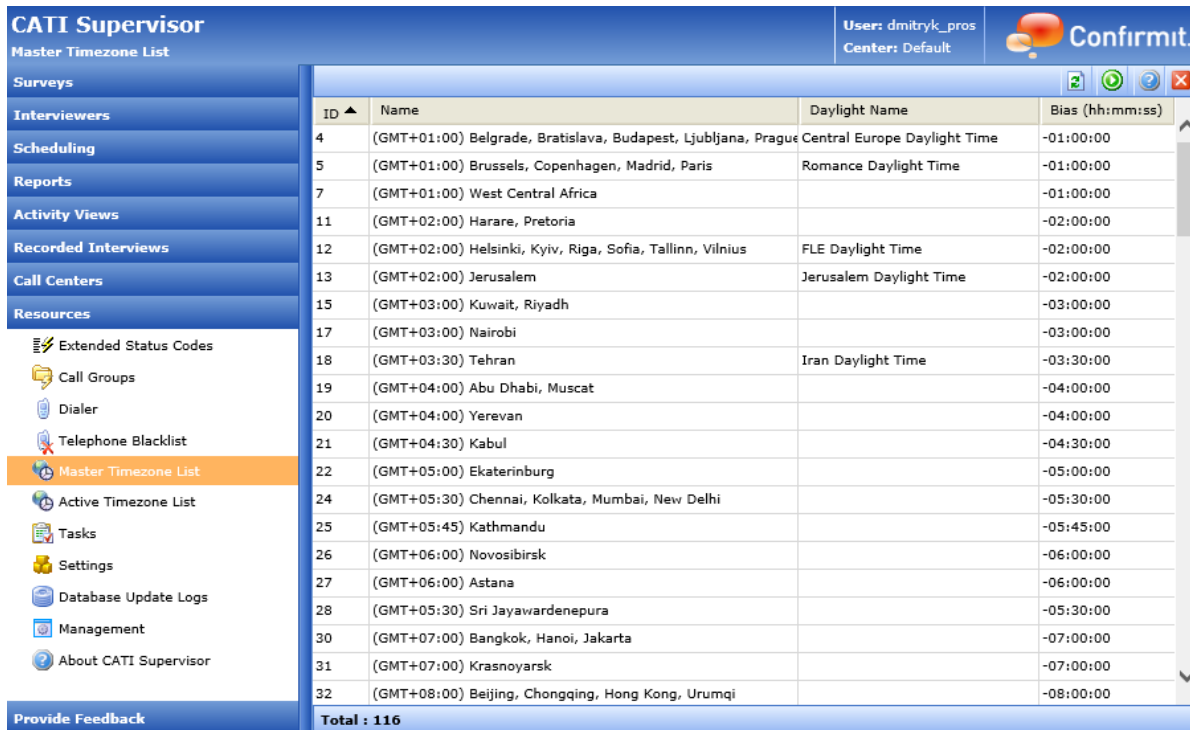 CATI Supervisor
Master Timezone List
User: dmitryk_pros
Center: Default
Confirmit.
Surveys
Interviewers
Scheduling
Reports
Activity Views
Recorded Interviews
Call Centers
Resources
Extended Status Codes
Call Groups
Dialer
Telephone Blacklist
Master Timezone List
Active Timezone List
Tasks
Settings
Database Update Logs
Management
About CATI Supervisor
Provide Feedback
ID Name Daylight Name Bias (hh:mm:ss)
4 (GMT+01:00) Belgrade, Bratislava, Budapest, Ljubljana, Prague Central Europe Daylight Time -01:00:00
5 (GMT+01:00) Brussels, Copenhagen, Madrid, Paris Romance Daylight Time -01:00:00
7 (GMT+01:00) West Central Africa -01:00:00
11 (GMT+02:00) Harare, Pretoria -02:00:00
12 (GMT+02:00) Helsinki, Kyiv, Riga, Sofia, Tallinn, Vilnius FLE Daylight Time -02:00:00
13 (GMT+02:00) Jerusalem Jerusalem Daylight Time -02:00:00
15 (GMT+03:00) Kuwait, Riyadh -03:00:00
17 (GMT+03:00) Nairobi -03:00:00
18 (GMT+03:30) Tehran Iran Daylight Time -03:30:00
19 (GMT+04:00) Abu Dhabi, Muscat -04:00:00
20 (GMT+04:00) Yerevan -04:00:00
21 (GMT+04:30) Kabul -04:30:00
22 (GMT+05:00) Ekaterinburg -05:00:00
24 (GMT+05:30) Chennai, Kolkata, Mumbai, New Delhi -05:30:00
25 (GMT+05:45) Kathmandu -05:45:00
26 (GMT+06:00) Novosibirsk -06:00:00
27 (GMT+06:00) Astana -06:00:00
28 (GMT+05:30) Sri Jayawardenepura -05:30:00
30 (GMT+07:00) Bangkok, Hanoi, Jakarta -07:00:00
31 (GMT+07:00) Krasnoyarsk -07:00:00
32 (GMT+08:00) Beijing, Chongqing, Hong Kong, Urumqi -08:00:00
Total : 116